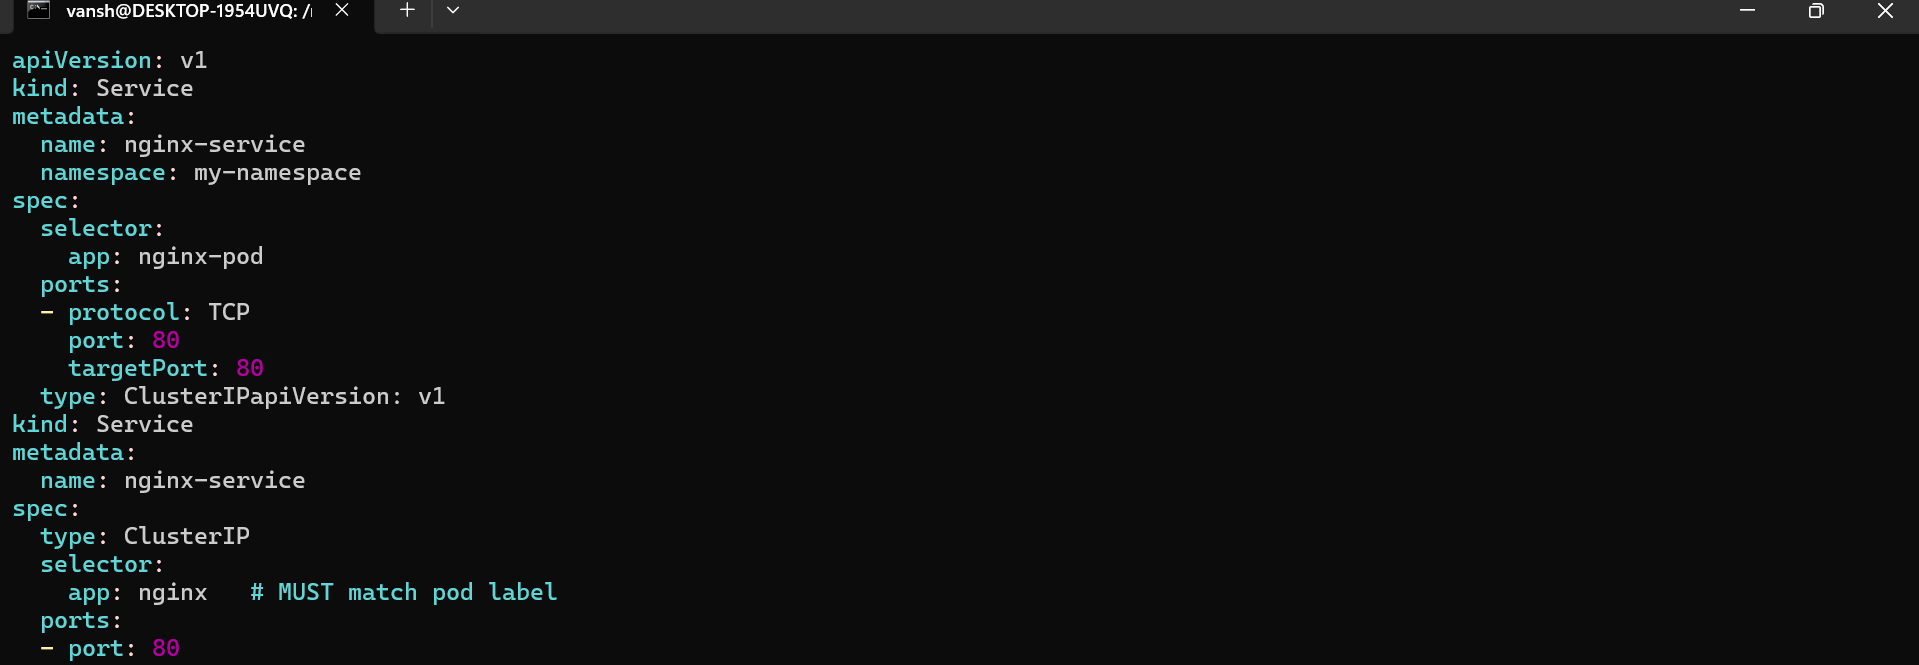 vansh@DESKTOP-1954UVQ: /
apiVersion: v1
kind: Service
metadata:
  name: nginx-service
  namespace: my-namespace
spec:
  selector:
    app: nginx-pod
  ports:
  - protocol: TCP
    port: 80
    targetPort: 80
  type: ClusterIPapiVersion: v1
kind: Service
metadata:
  name: nginx-service
spec:
  type: ClusterIP
  selector:
    app: nginx   # MUST match pod label
  ports:
  - port: 80